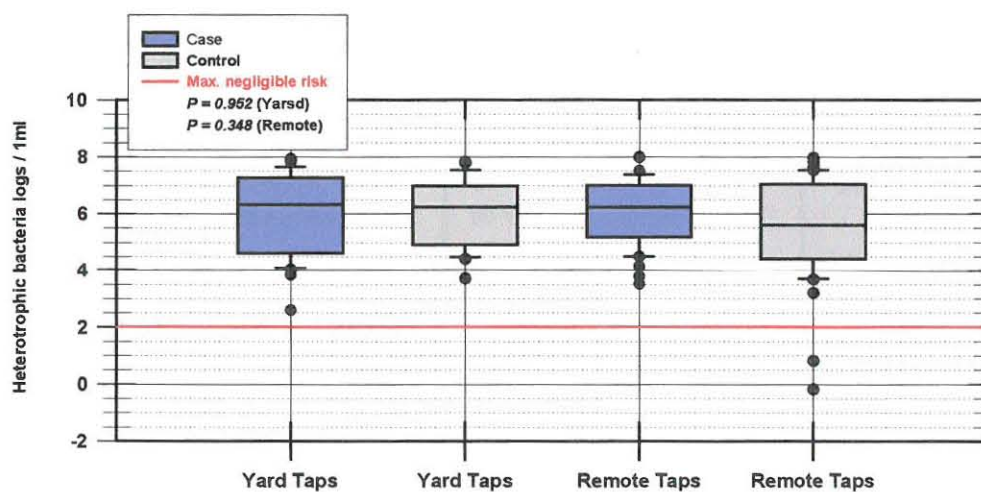 Case
Control
Max. negligible risk
P = 0.952 (Yarsd)
P = 0.348 (Remote)
Heterotrophic bacteria logs / 1ml
10
8
6
4
2
0
-2
Yard Taps Yard Taps Remote Taps Remote Taps